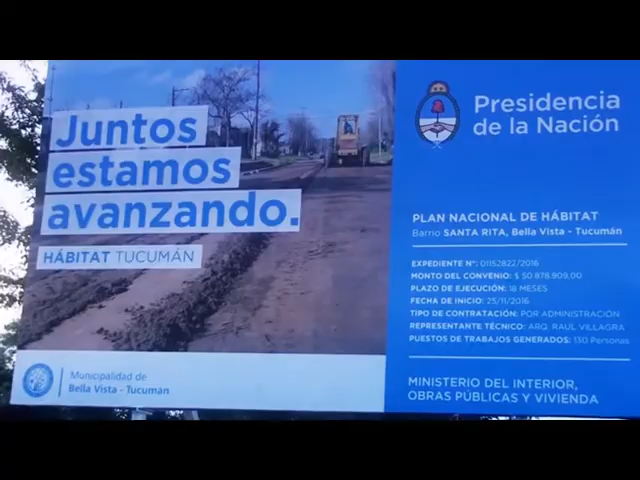 Juntos
estamos
avanzando.
HÁBITAT TUCUMÁN
Municipalidad de
Bella Vista - Tucumán
Presidencia
de la Nación
PLAN NACIONAL DE HÁBITAT
Barrio SANTA RITA, Bella Vista - Tucumán
EXPEDIENTE N°: 01152822/2016
MONTO DEL CONVENIO: $ 50.878.909,00
PLAZO DE EJECUCIÓN: 18 MESES
FECHA DE INICIO: 25/11/2016
TIPO DE CONTRATACIÓN: POR ADMINISTRACIÓN
REPRESENTANTE TÉCNICO: ARQ. RAUL VILLAGRA
PUESTOS DE TRABAJOS GENERADOS: 130 Personas
MINISTERIO DEL INTERIOR,
OBRAS PÚBLICAS Y VIVIENDA